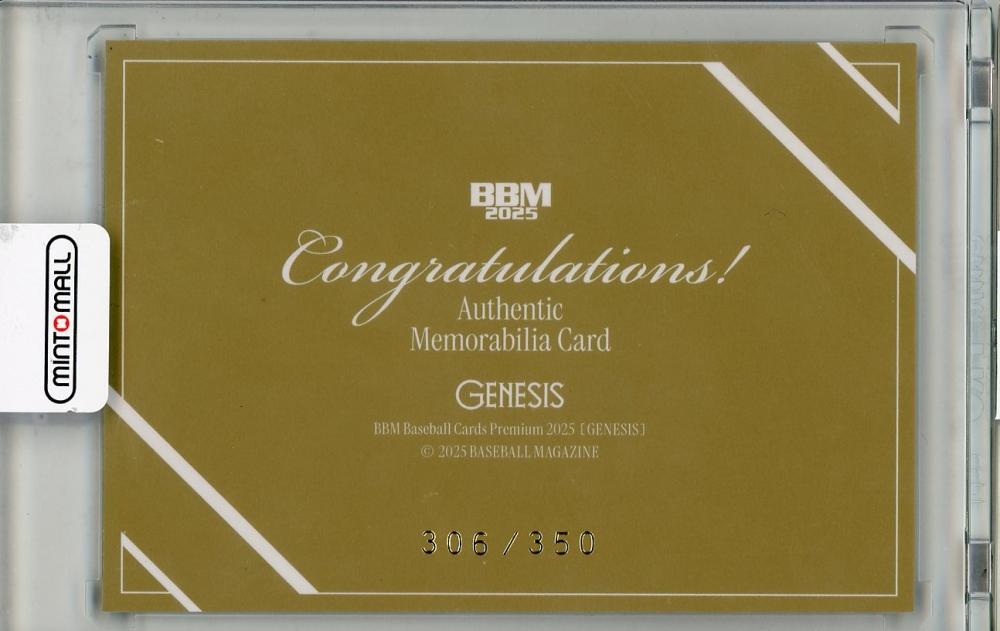 BBM
2025
Congratulations!
Authentic
Memorabilia Card
GENESIS
BBM Baseball Cards Premium 2025 [GENESIS]
© 2025 BASEBALL MAGAZINE
306/350
MINTOMALL